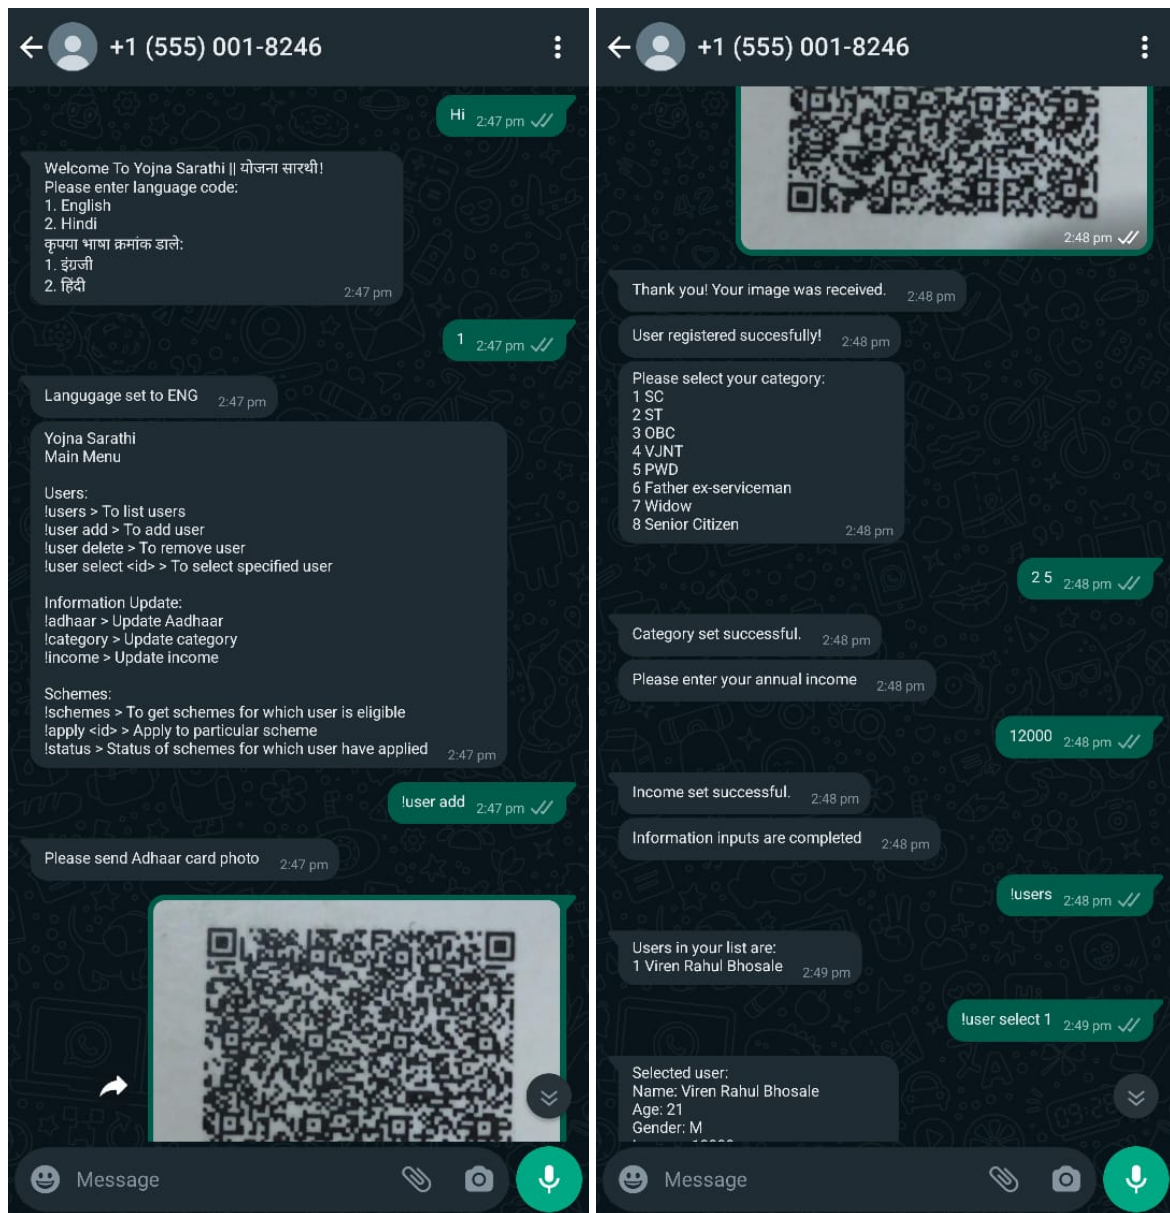 +1 (555) 001-8246
Hi 2:47 pm
Welcome To Yojna Sarathi || योजना सारथी!
Please enter language code:
1. English
2. Hindi
कृपया भाषा क्रमांक डाले:
1. इंग्रजी
2. हिंदी
2:47 pm
1 2:47 pm
Langugage set to ENG 2:47 pm
Yojna Sarathi
Main Menu
Users:
!users > To list users
!user add > To add user
!user delete > To remove user
!user select <id> > To select specified user
Information Update:
!adhaar > Update Aadhaar
!category > Update category
!income > Update income
Schemes:
!schemes > To get schemes for which user is eligible
!apply <id> > Apply to particular scheme
!status > Status of schemes for which user have applied 2:47 pm
!user add 2:47 pm
Please send Adhaar card photo 2:47 pm
Message
+1 (555) 001-8246
2:48 pm
Thank you! Your image was received. 2:48 pm
User registered succesfully! 2:48 pm
Please select your category:
1 SC
2 ST
3 OBC
4 VJNT
5 PWD
6 Father ex-serviceman
7 Widow
8 Senior Citizen 2:48 pm
2 5 2:48 pm
Category set successful. 2:48 pm
Please enter your annual income 2:48 pm
12000 2:48 pm
Income set successful. 2:48 pm
Information inputs are completed 2:48 pm
!users 2:48 pm
Users in your list are:
1 Viren Rahul Bhosale 2:49 pm
!user select 1 2:49 pm
Selected user:
Name: Viren Rahul Bhosale
Age: 21
Gender: M
Message